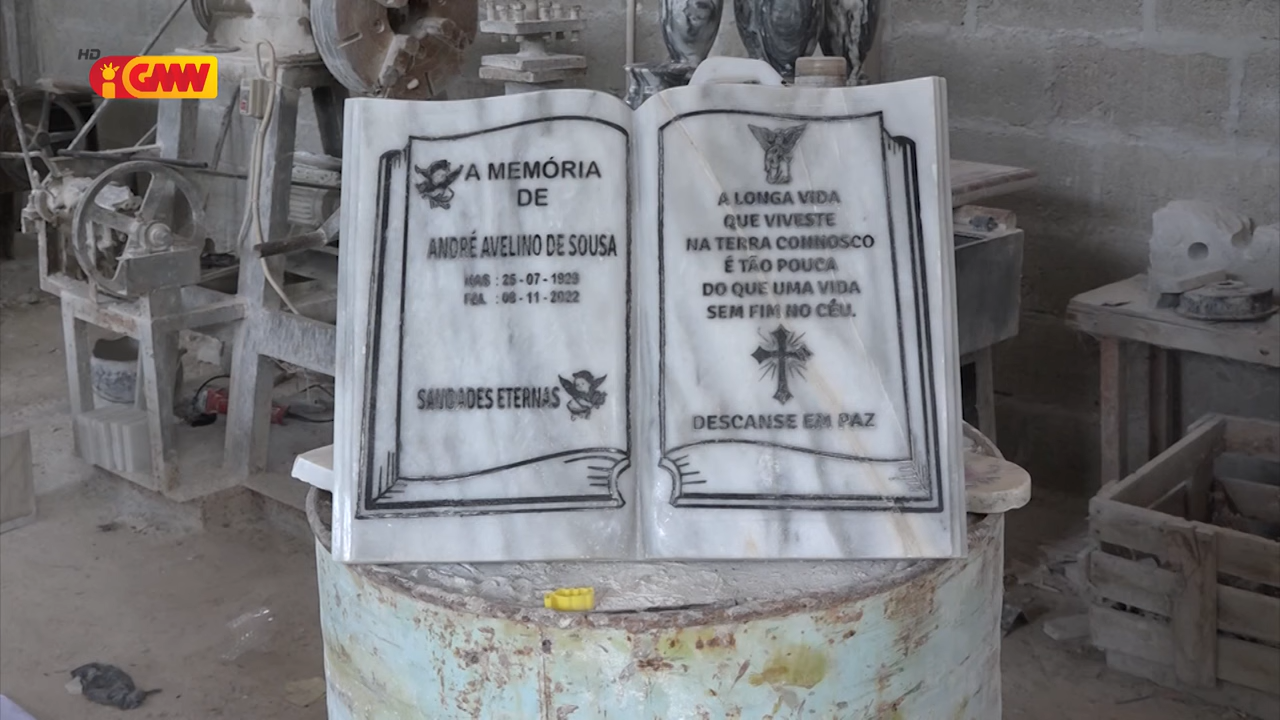 HD
GMW
A MEMÓRIA
DE
ANDRÉ AVELINO DE SOUSA
NAS : 25 - 07 - 1929
FAL : 08 - 11 - 2022
SAUDADES ETERNAS
A LONGA VIDA
QUE VIVESTE
NA TERRA CONNOSCO
É TÃO POUCA
DO QUE UMA VIDA
SEM FIM NO CÉU.
DESCANSE EM PAZ